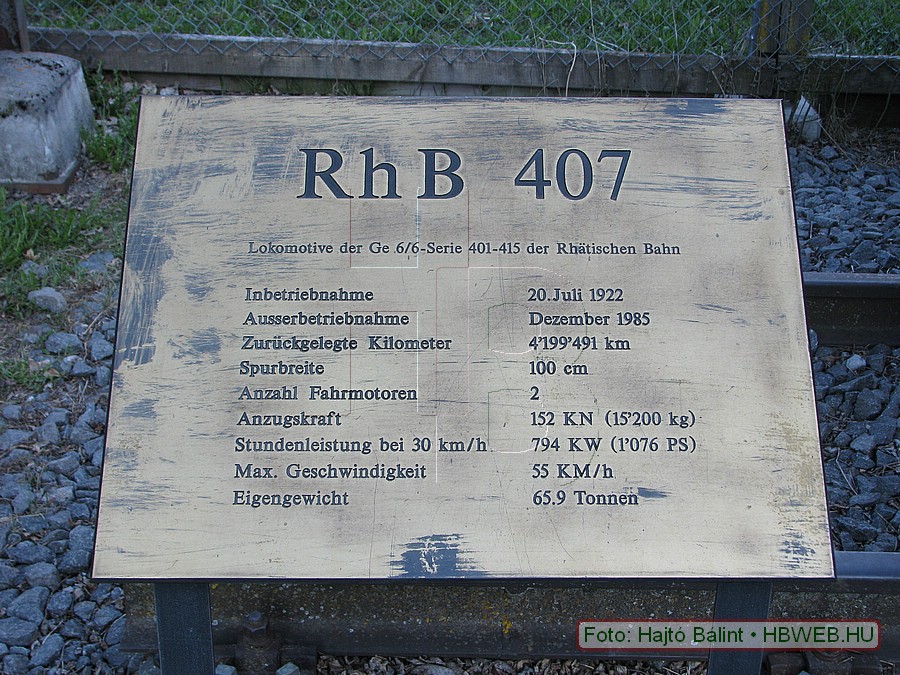 RhB 407
Lokomotive der Ge 6/6-Serie 401-415 der Rhätischen Bahn
Inbetriebnahme 20.Juli 1922
Ausserbetriebnahme Dezember 1985
Zurückgelegte Kilometer 4'199'491 km
Spurbreite 100 cm
Anzahl Fahrmotoren 2
Anzugskraft 152 KN (15'200 kg)
Stundenleistung bei 30 km/h 794 KW (1'076 PS)
Max. Geschwindigkeit 55 KM/h
Eigengewicht 65.9 Tonnen
Foto: Hajtó Bálint • HBWEB.HU